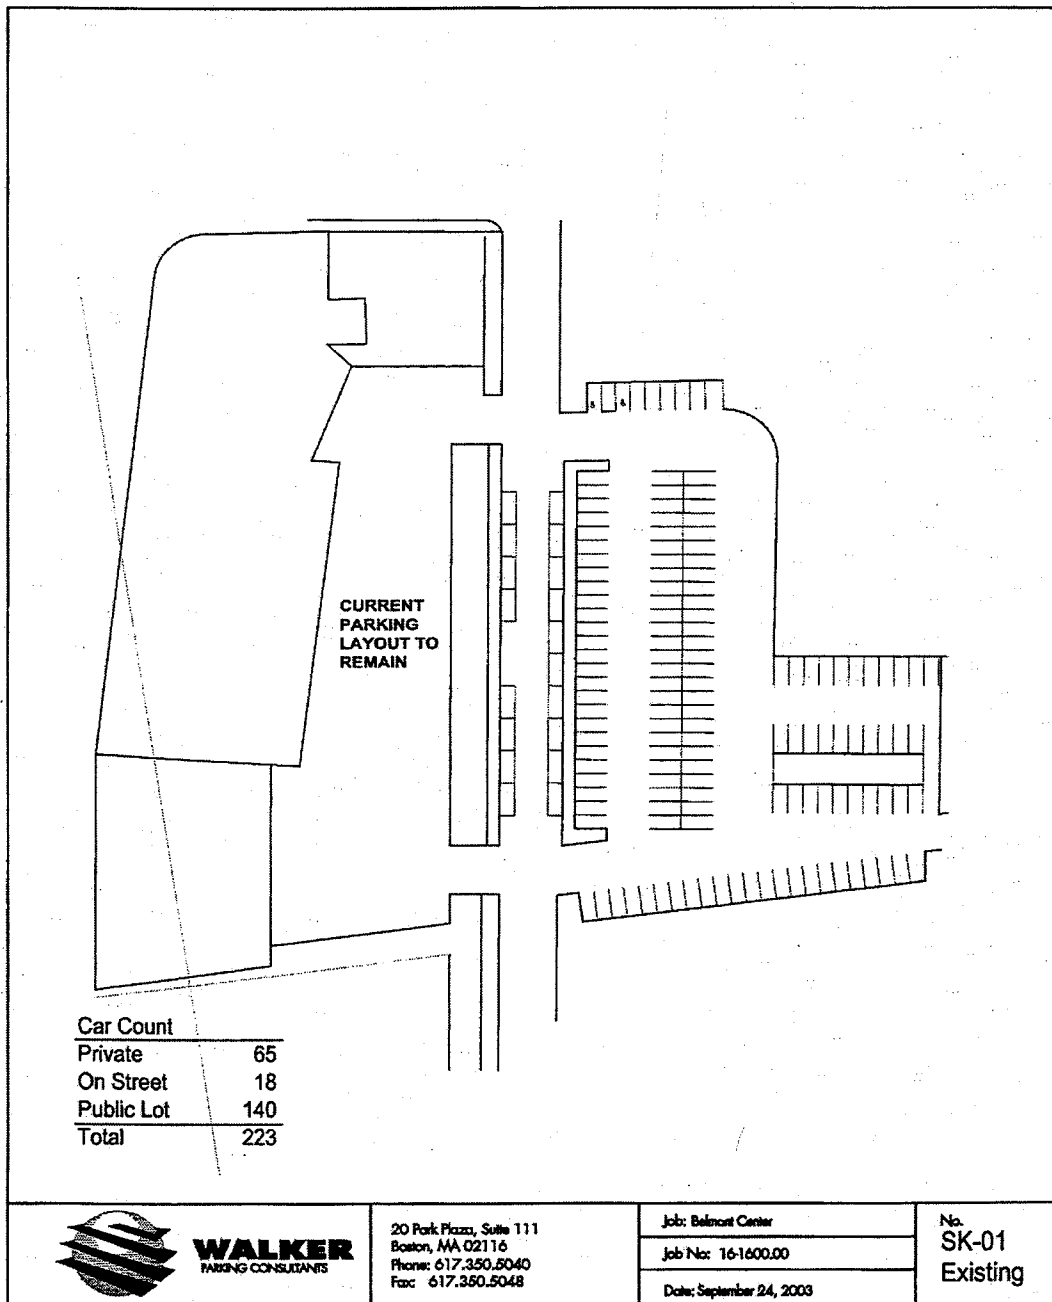 CURRENT
PARKING
LAYOUT TO
REMAIN
Car Count
Private 65
On Street 18
Public Lot 140
Total 223
WALKER
PARKING CONSULTANTS
20 Park Plaza, Suite 111
Boston, MA 02116
Phone: 617.350.5040
Fax: 617.350.5048
Job: Belmont Center
Job No: 16-1600.00
Date: September 24, 2003
No.
SK-01
Existing